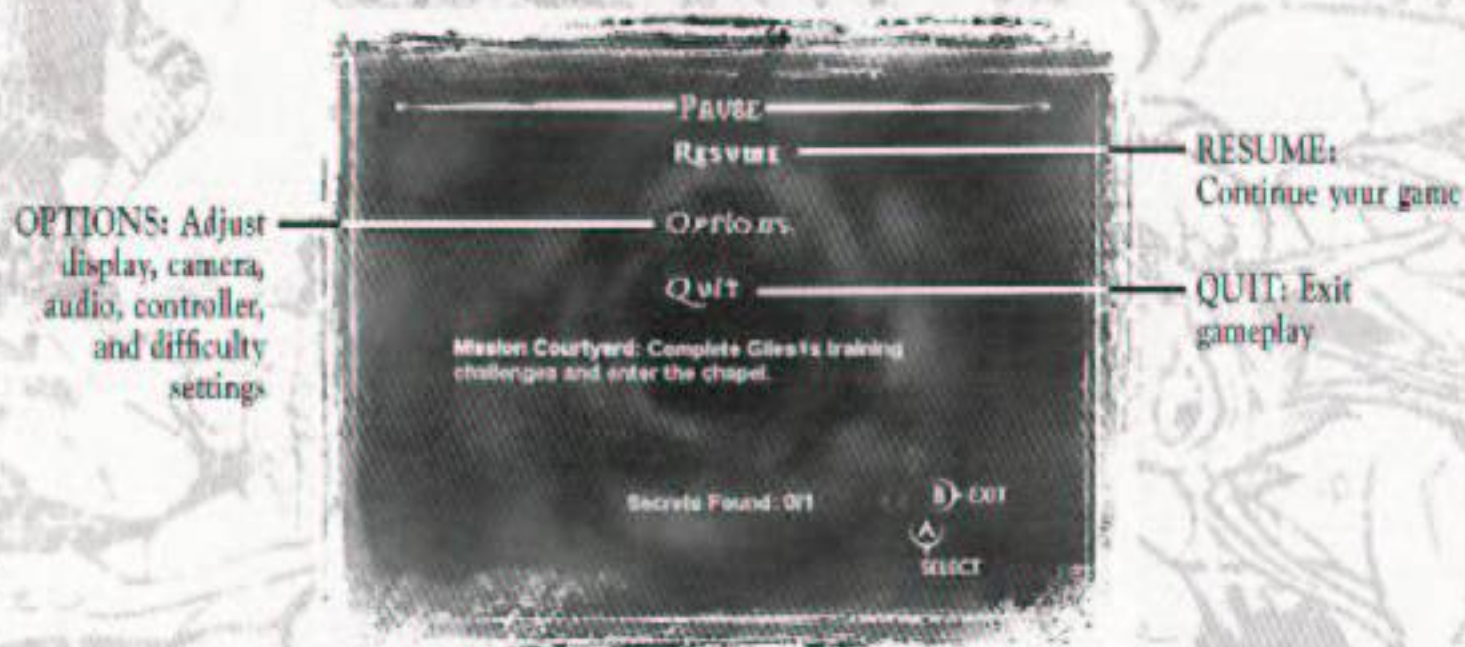 PAUSE
RESUME
OPTIONS
QUIT
Mission Courtyard: Complete Giles's training
challenges and enter the chapel.
Secrets Found: 0/1
B EXIT
A
SELECT
OPTIONS: Adjust
display, camera,
audio, controller,
and difficulty
settings
RESUME:
Continue your game
QUIT: Exit
gameplay